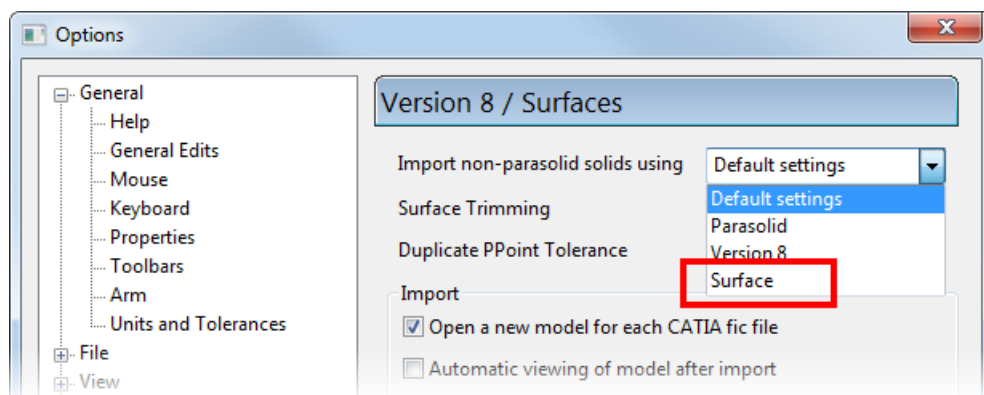 Options
General
Help
General Edits
Mouse
Keyboard
Properties
Toolbars
Arm
Units and Tolerances
File
View
Version 8 / Surfaces
Import non-parasolid solids using
Default settings
Default settings
Parasolid
Version 8
Surface
Surface Trimming
Duplicate PPoint Tolerance
Import
Open a new model for each CATIA fic file
Automatic viewing of model after import